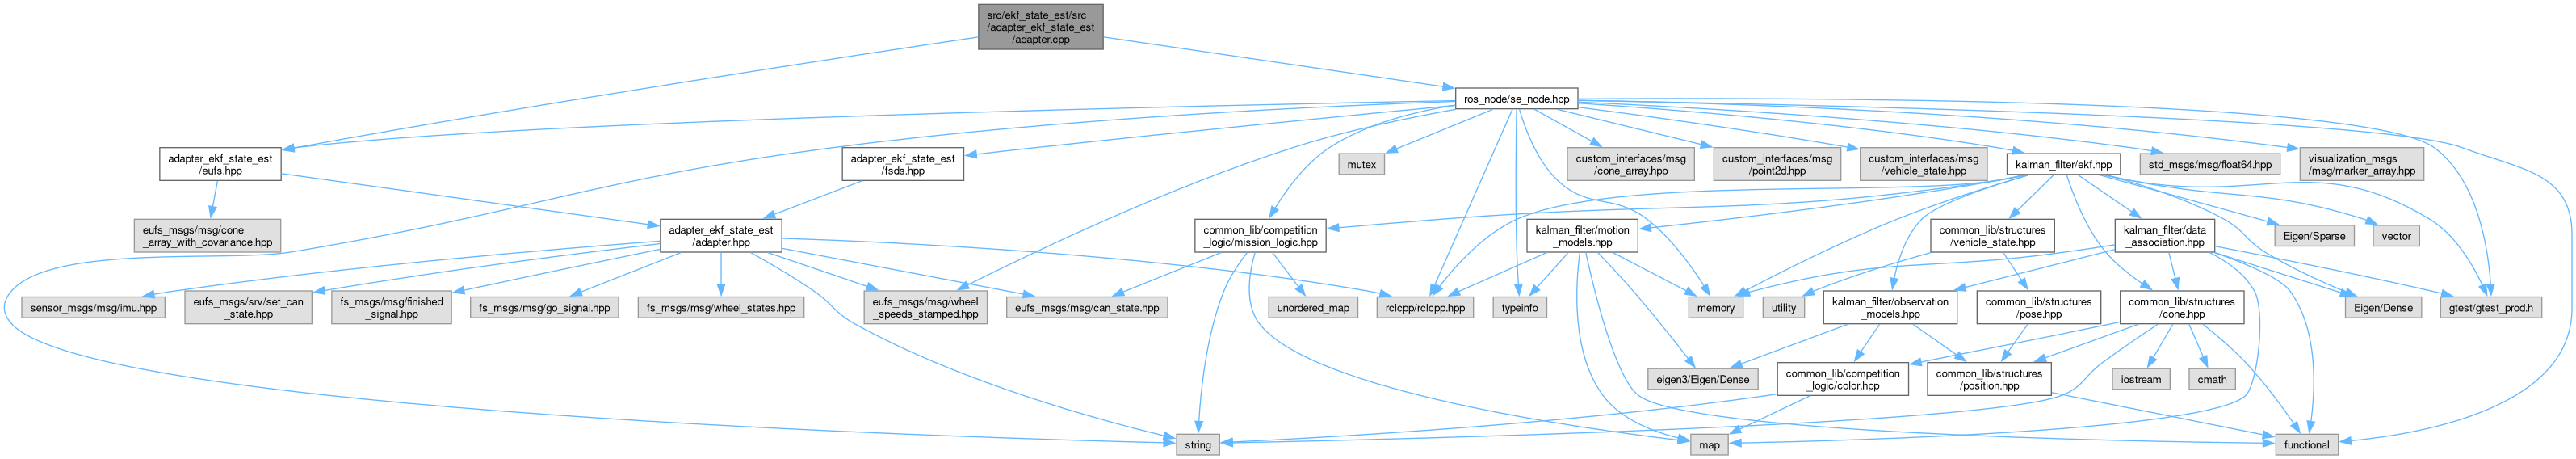 src/ekf_state_est/src
/adapter_ekf_state_est
/adapter.cpp
ros_node/se_node.hpp
adapter_ekf_state_est
/eufs.hpp
adapter_ekf_state_est
/fsds.hpp
mutex
custom_interfaces/msg
/cone_array.hpp
custom_interfaces/msg
/point2d.hpp
custom_interfaces/msg
/vehicle_state.hpp
kalman_filter/ekf.hpp
std_msgs/msg/float64.hpp
visualization_msgs
/msg/marker_array.hpp
eufs_msgs/msg/cone
_array_with_covariance.hpp
adapter_ekf_state_est
/adapter.hpp
common_lib/competition
_logic/mission_logic.hpp
kalman_filter/motion
_models.hpp
common_lib/structures
/vehicle_state.hpp
kalman_filter/data
_association.hpp
Eigen/Sparse
vector
sensor_msgs/msg/imu.hpp
eufs_msgs/srv/set_can
_state.hpp
fs_msgs/msg/finished
_signal.hpp
fs_msgs/msg/go_signal.hpp
fs_msgs/msg/wheel_states.hpp
eufs_msgs/msg/wheel
_speeds_stamped.hpp
eufs_msgs/msg/can_state.hpp
unordered_map
rclcpp/rclcpp.hpp
typeinfo
memory
utility
kalman_filter/observation
_models.hpp
common_lib/structures
/pose.hpp
common_lib/structures
/cone.hpp
Eigen/Dense
gtest/gtest_prod.h
eigen3/Eigen/Dense
common_lib/competition
_logic/color.hpp
common_lib/structures
/position.hpp
iostream
cmath
string
map
functional